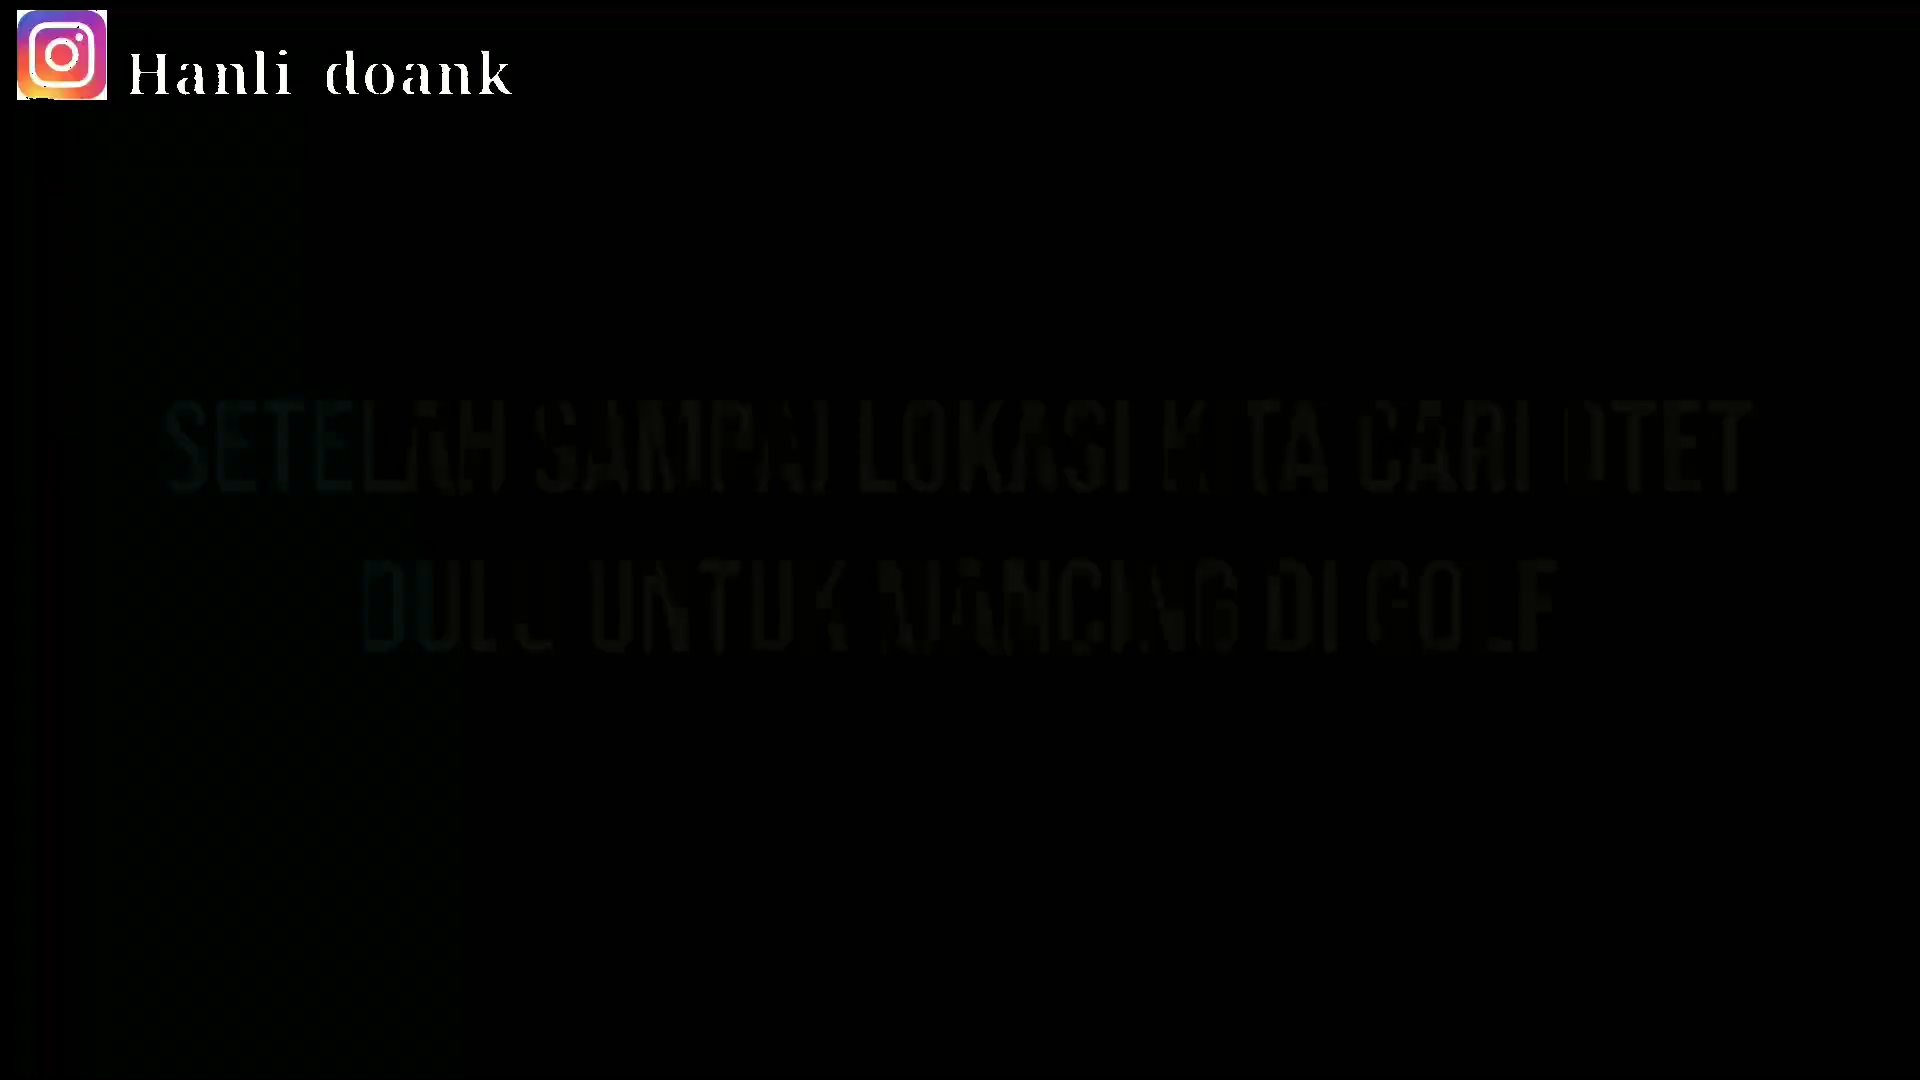 Hanli doank
SETELAH SAMPAI LOKASI KITA CARI OTET
DULU UNTUK MANCING DI GOLF